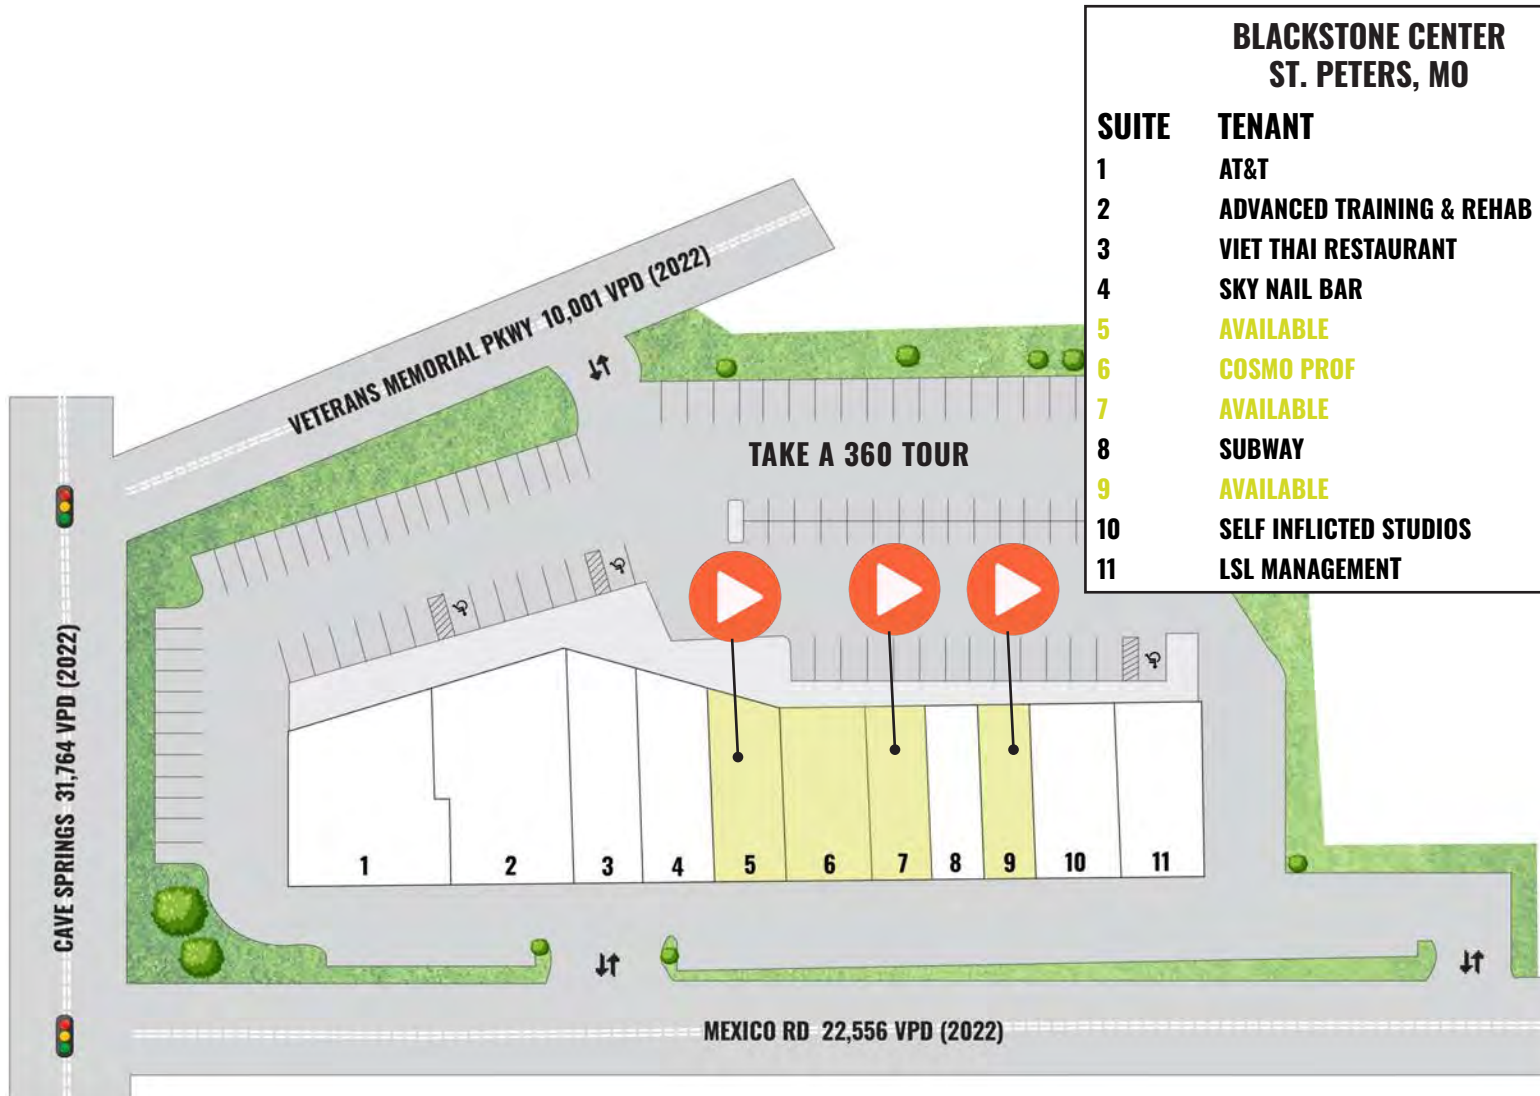 BLACKSTONE CENTER
ST. PETERS, MO
SUITE TENANT
1 AT&T
2 ADVANCED TRAINING & REHAB
3 VIET THAI RESTAURANT
4 SKY NAIL BAR
5 AVAILABLE
6 COSMO PROF
7 AVAILABLE
8 SUBWAY
9 AVAILABLE
10 SELF INFLICTED STUDIOS
11 LSL MANAGEMENT
VETERANS MEMORIAL PKWY 10,001 VPD (2022)
TAKE A 360 TOUR
CAVE SPRINGS 31,764 VPD (2022)
1 2 3 4 5 6 7 8 9 10 11
MEXICO RD 22,556 VPD (2022)